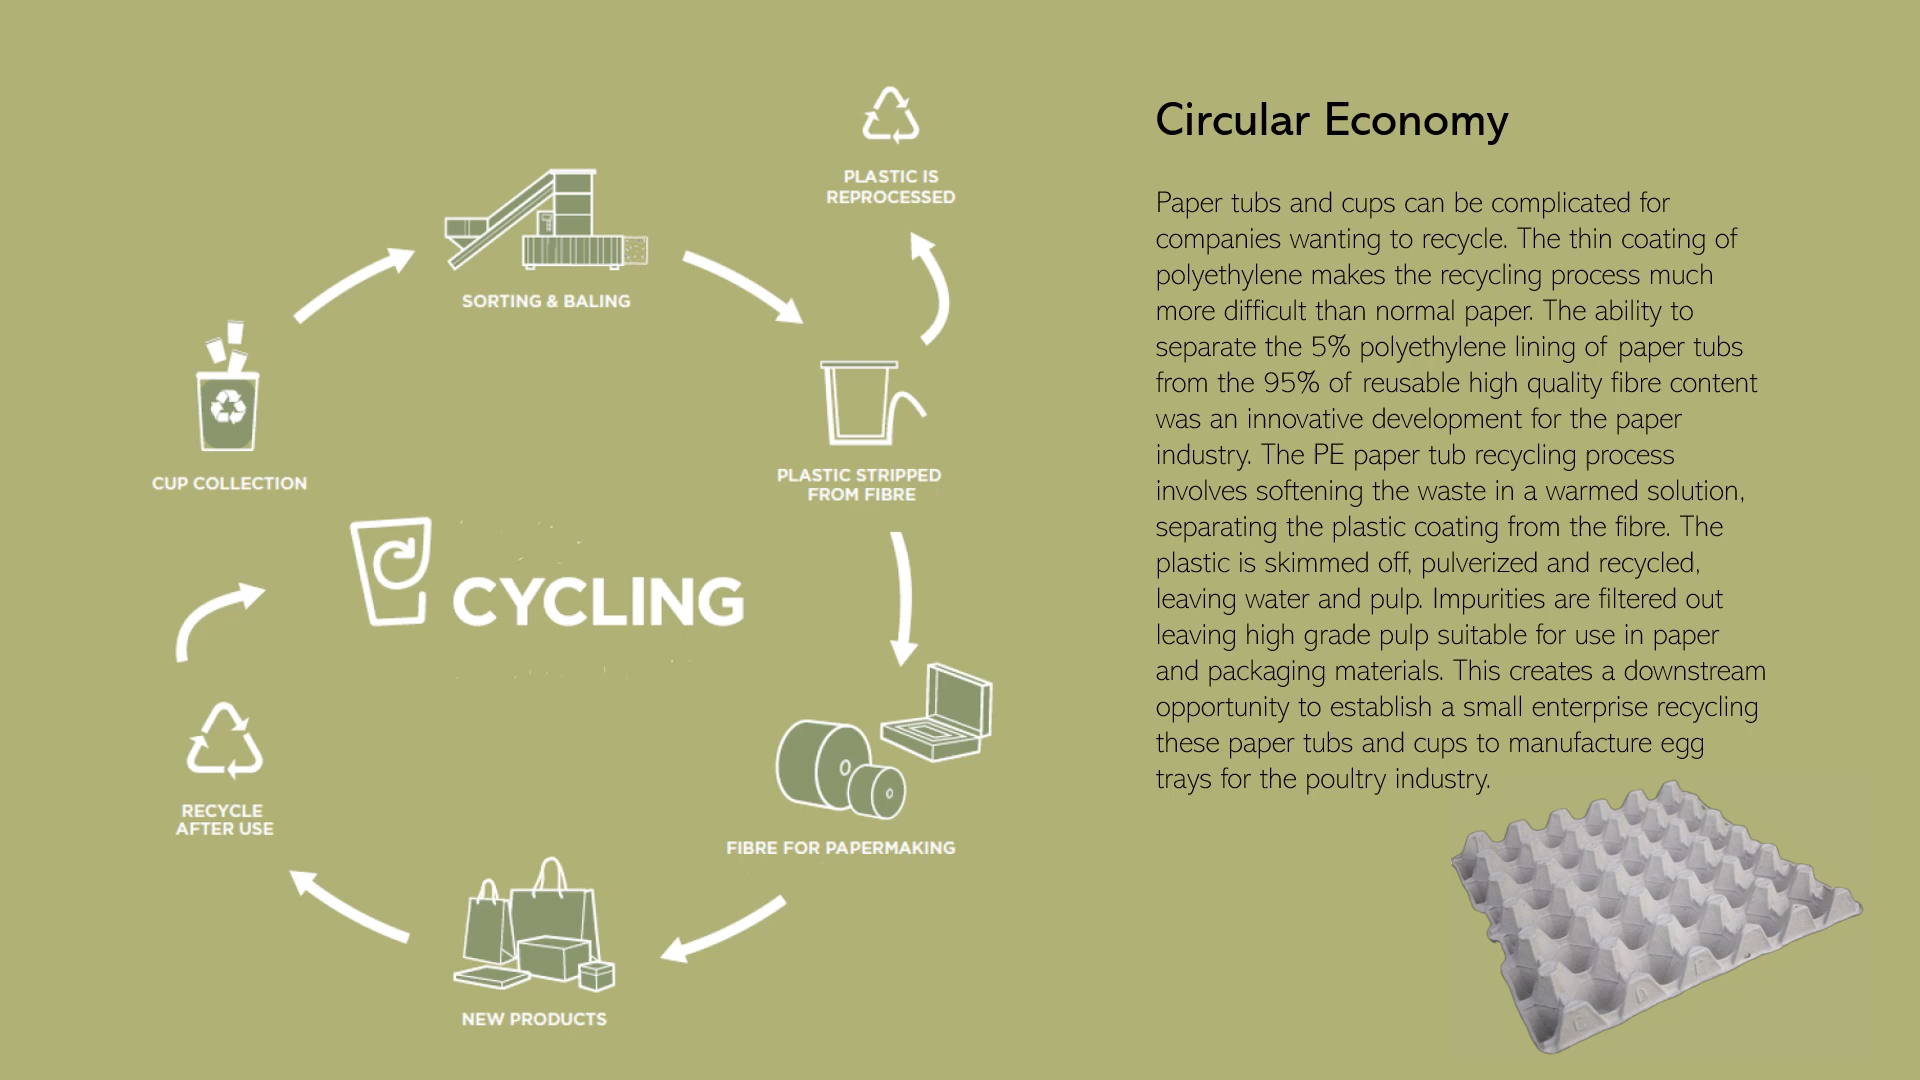 Circular Economy
Paper tubs and cups can be complicated for
companies wanting to recycle. The thin coating of
polyethylene makes the recycling process much
more difficult than normal paper. The ability to
separate the 5% polyethylene lining of paper tubs
from the 95% of reusable high quality fibre content
was an innovative development for the paper
industry. The PE paper tub recycling process
involves softening the waste in a warmed solution,
separating the plastic coating from the fibre. The
plastic is skimmed off, pulverized and recycled,
leaving water and pulp. Impurities are filtered out
leaving high grade pulp suitable for use in paper
and packaging materials. This creates a downstream
opportunity to establish a small enterprise recycling
these paper tubs and cups to manufacture egg
trays for the poultry industry.
PLASTIC IS
REPROCESSED
SORTING & BALING
CUP COLLECTION
PLASTIC STRIPPED
FROM FIBRE
CYCLING
RECYCLE
AFTER USE
FIBRE FOR PAPERMAKING
NEW PRODUCTS